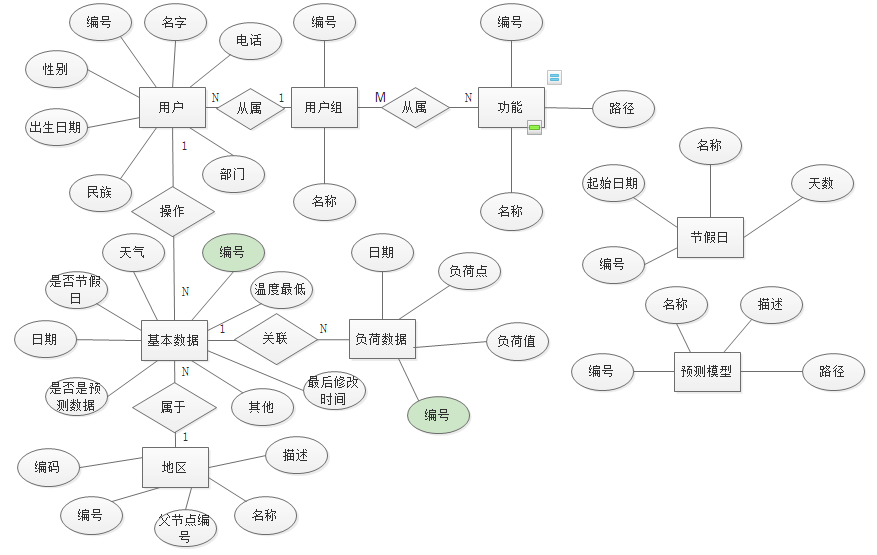 编号
名字
编号
编号
电话
性别
用户
N
从属
1
用户组
M
从属
N
功能
路径
出生日期
1
部门
名称
民族
名称
名称
起始日期
天数
操作
节假日
天气
编号
日期
编号
负荷点
是否节假
日
N
温度最低
名称
描述
日期
基本数据
1
关联
N
负荷数据
负荷值
编号
预测模型
路径
N
是否是预
测数据
属于
其他
最后修改
时间
编号
1
编码
地区
描述
编号
父节点编
号
名称